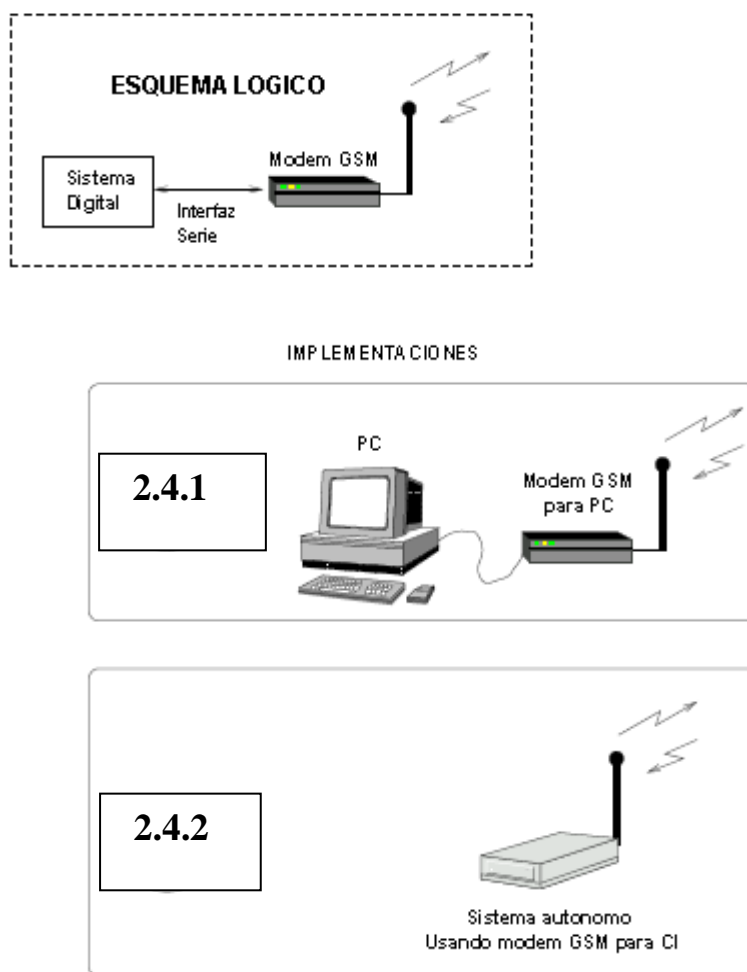 ESQUEMA LOGICO
Modem GSM
Sistema
Digital
Interfaz
Serie
IMPLEMENTACIONES
2.4.1
PC
Modem GSM
para PC
2.4.2
Sistema autonomo
Usando modem GSM para CI